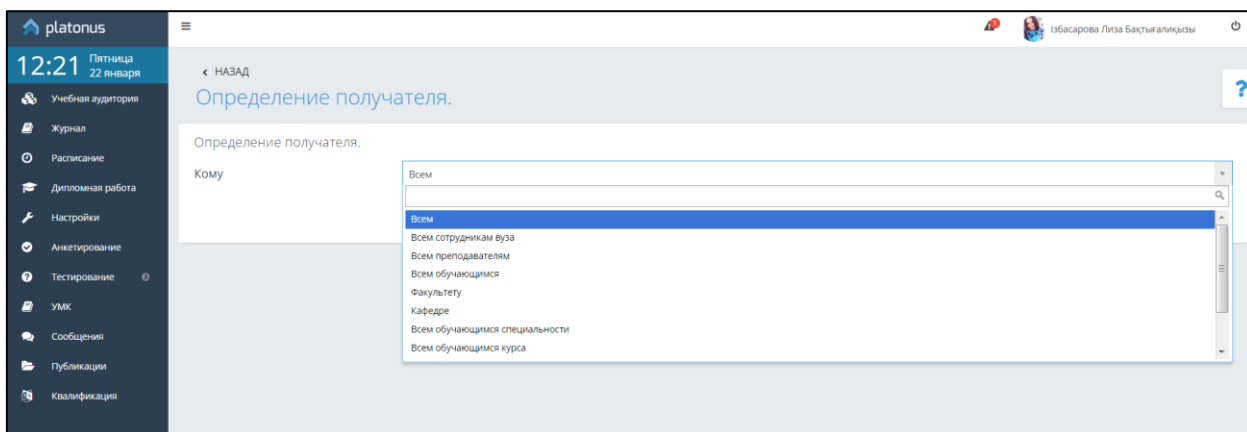 platonus
Ізбасарова Лиза Бақтығалиқызы
12:21 Пятница
22 января
НАЗАД
Определение получателя.
Учебная аудитория
Журнал
Расписание
Дипломная работа
Настройки
Анкетирование
Тестирование
УМК
Сообщения
Публикации
Квалификация
Определение получателя.
Кому
Всем
Всем
Всем сотрудникам вуза
Всем преподавателям
Всем обучающимся
Факультету
Кафедре
Всем обучающимся специальности
Всем обучающимся курса